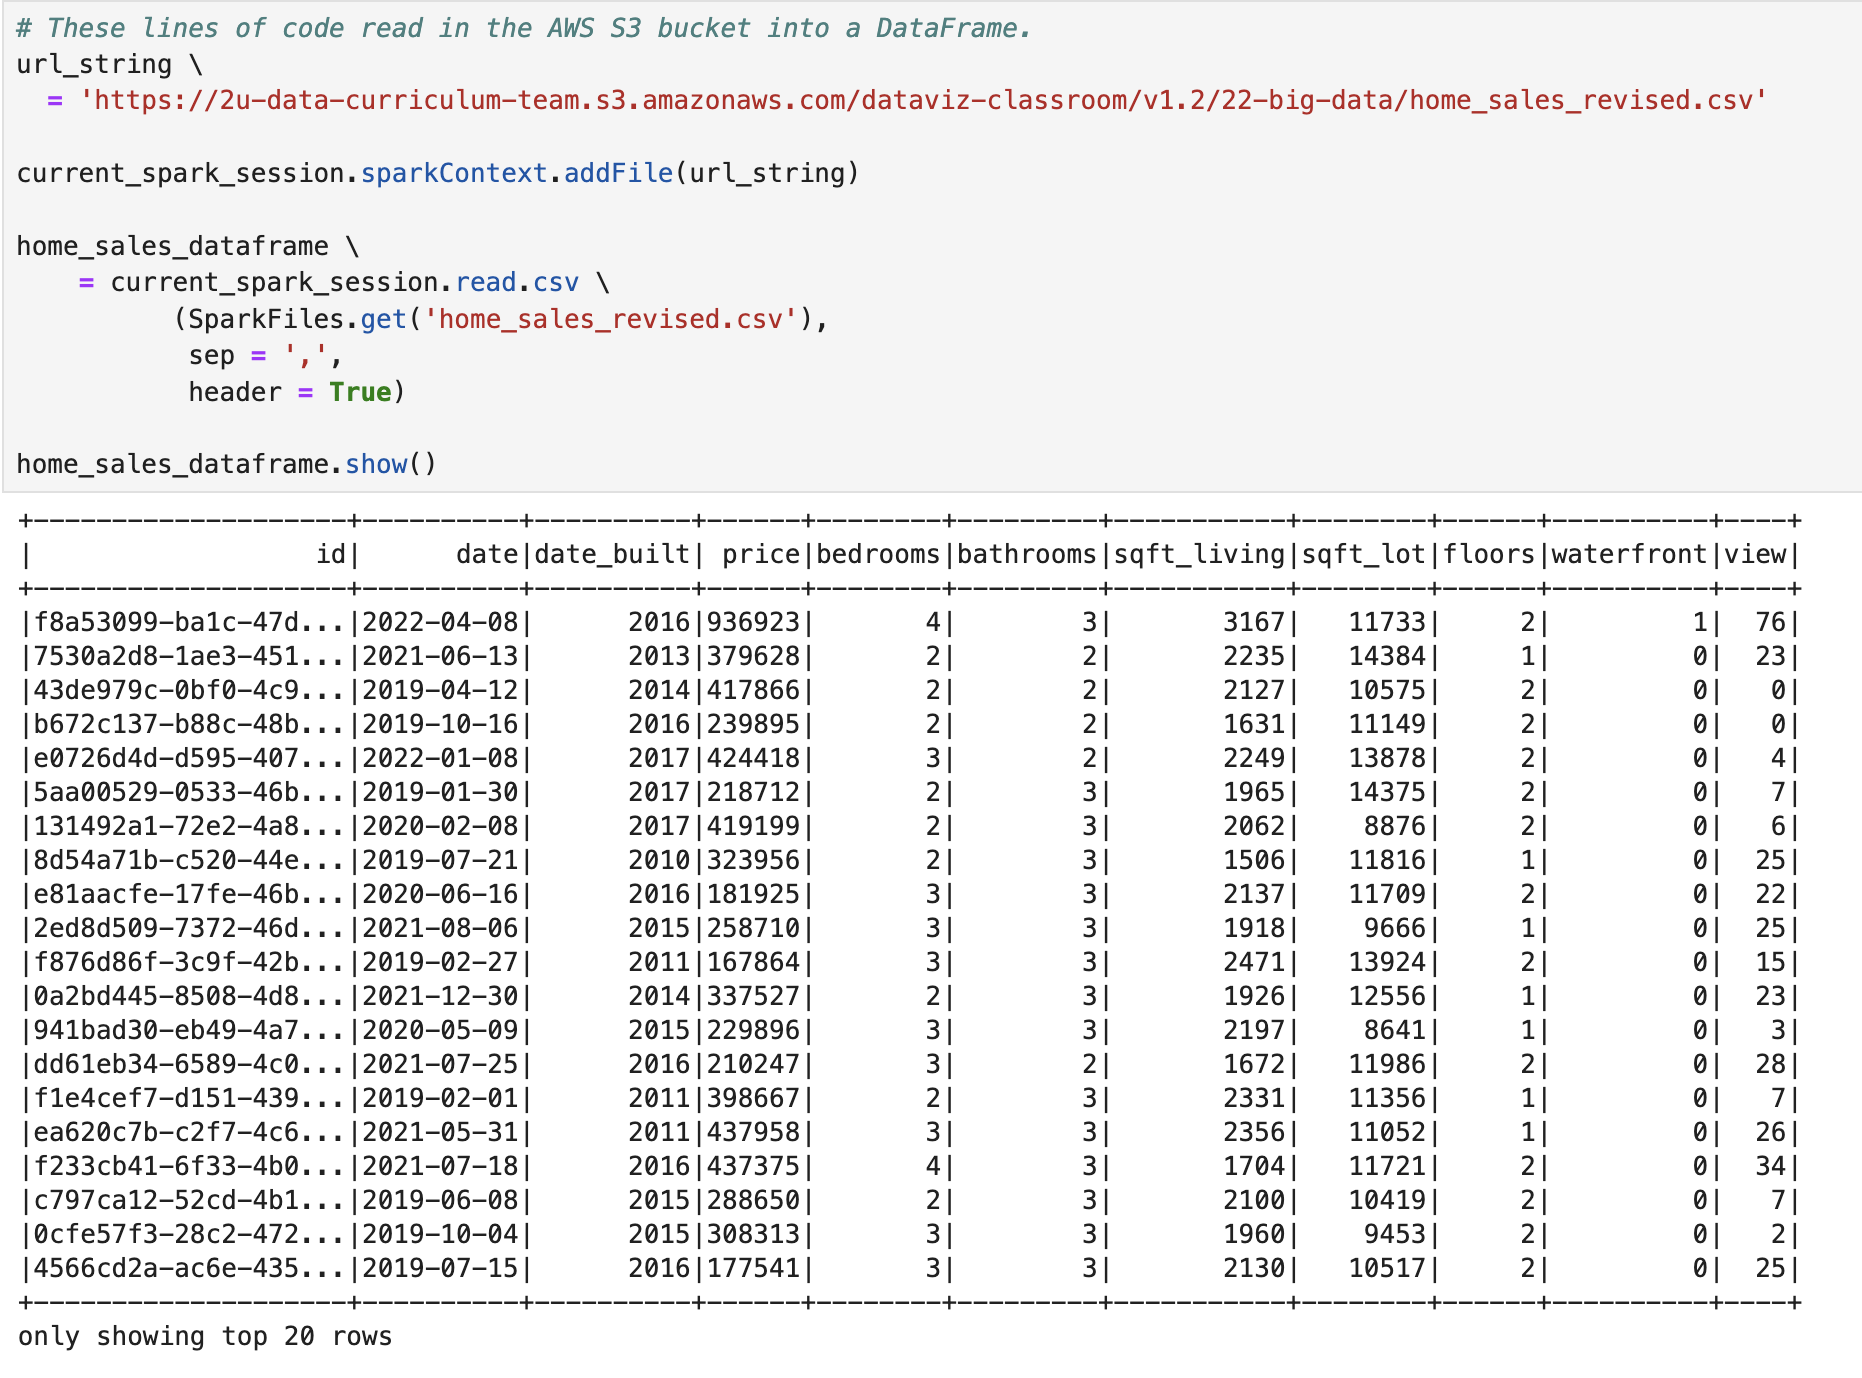 # These lines of code read in the AWS S3 bucket into a DataFrame.
url_string \
  = 'https://2u-data-curriculum-team.s3.amazonaws.com/dataviz-classroom/v1.2/22-big-data/home_sales_revised.csv'

current_spark_session.sparkContext.addFile(url_string)

home_sales_dataframe \
    = current_spark_session.read.csv \
          (SparkFiles.get('home_sales_revised.csv'),
           sep = ',',
           header = True)

home_sales_dataframe.show()
+--------------------+----------+----------+------+--------+---------+-----------+--------+------+----------+----+
|                  id|      date|date_built| price|bedrooms|bathrooms|sqft_living|sqft_lot|floors|waterfront|view|
+--------------------+----------+----------+------+--------+---------+-----------+--------+------+----------+----+
|f8a53099-ba1c-47d...|2022-04-08|      2016|936923|       4|        3|       3167|   11733|     2|         1|  76|
|7530a2d8-1ae3-451...|2021-06-13|      2013|379628|       2|        2|       2235|   14384|     1|         0|  23|
|43de979c-0bf0-4c9...|2019-04-12|      2014|417866|       2|        2|       2127|   10575|     2|         0|   0|
|b672c137-b88c-48b...|2019-10-16|      2016|239895|       2|        2|       1631|   11149|     2|         0|   0|
|e0726d4d-d595-407...|2022-01-08|      2017|424418|       3|        2|       2249|   13878|     2|         0|   4|
|5aa00529-0533-46b...|2019-01-30|      2017|218712|       2|        3|       1965|   14375|     2|         0|   7|
|131492a1-72e2-4a8...|2020-02-08|      2017|419199|       2|        3|       2062|    8876|     2|         0|   6|
|8d54a71b-c520-44e...|2019-07-21|      2010|323956|       2|        3|       1506|   11816|     1|         0|  25|
|e81aacfe-17fe-46b...|2020-06-16|      2016|181925|       3|        3|       2137|   11709|     2|         0|  22|
|2ed8d509-7372-46d...|2021-08-06|      2015|258710|       3|        3|       1918|    9666|     1|         0|  25|
|f876d86f-3c9f-42b...|2019-02-27|      2011|167864|       3|        3|       2471|   13924|     2|         0|  15|
|0a2bd445-8508-4d8...|2021-12-30|      2014|337527|       2|        3|       1926|   12556|     1|         0|  23|
|941bad30-eb49-4a7...|2020-05-09|      2015|229896|       3|        3|       2197|    8641|     1|         0|   3|
|dd61eb34-6589-4c0...|2021-07-25|      2016|210247|       3|        2|       1672|   11986|     2|         0|  28|
|f1e4cef7-d151-439...|2019-02-01|      2011|398667|       2|        3|       2331|   11356|     1|         0|   7|
|ea620c7b-c2f7-4c6...|2021-05-31|      2011|437958|       3|        3|       2356|   11052|     1|         0|  26|
|f233cb41-6f33-4b0...|2021-07-18|      2016|437375|       4|        3|       1704|   11721|     2|         0|  34|
|c797ca12-52cd-4b1...|2019-06-08|      2015|288650|       2|        3|       2100|   10419|     2|         0|   7|
|0cfe57f3-28c2-472...|2019-10-04|      2015|308313|       3|        3|       1960|    9453|     2|         0|   2|
|4566cd2a-ac6e-435...|2019-07-15|      2016|177541|       3|        3|       2130|   10517|     2|         0|  25|
+--------------------+----------+----------+------+--------+---------+-----------+--------+------+----------+----+
only showing top 20 rows